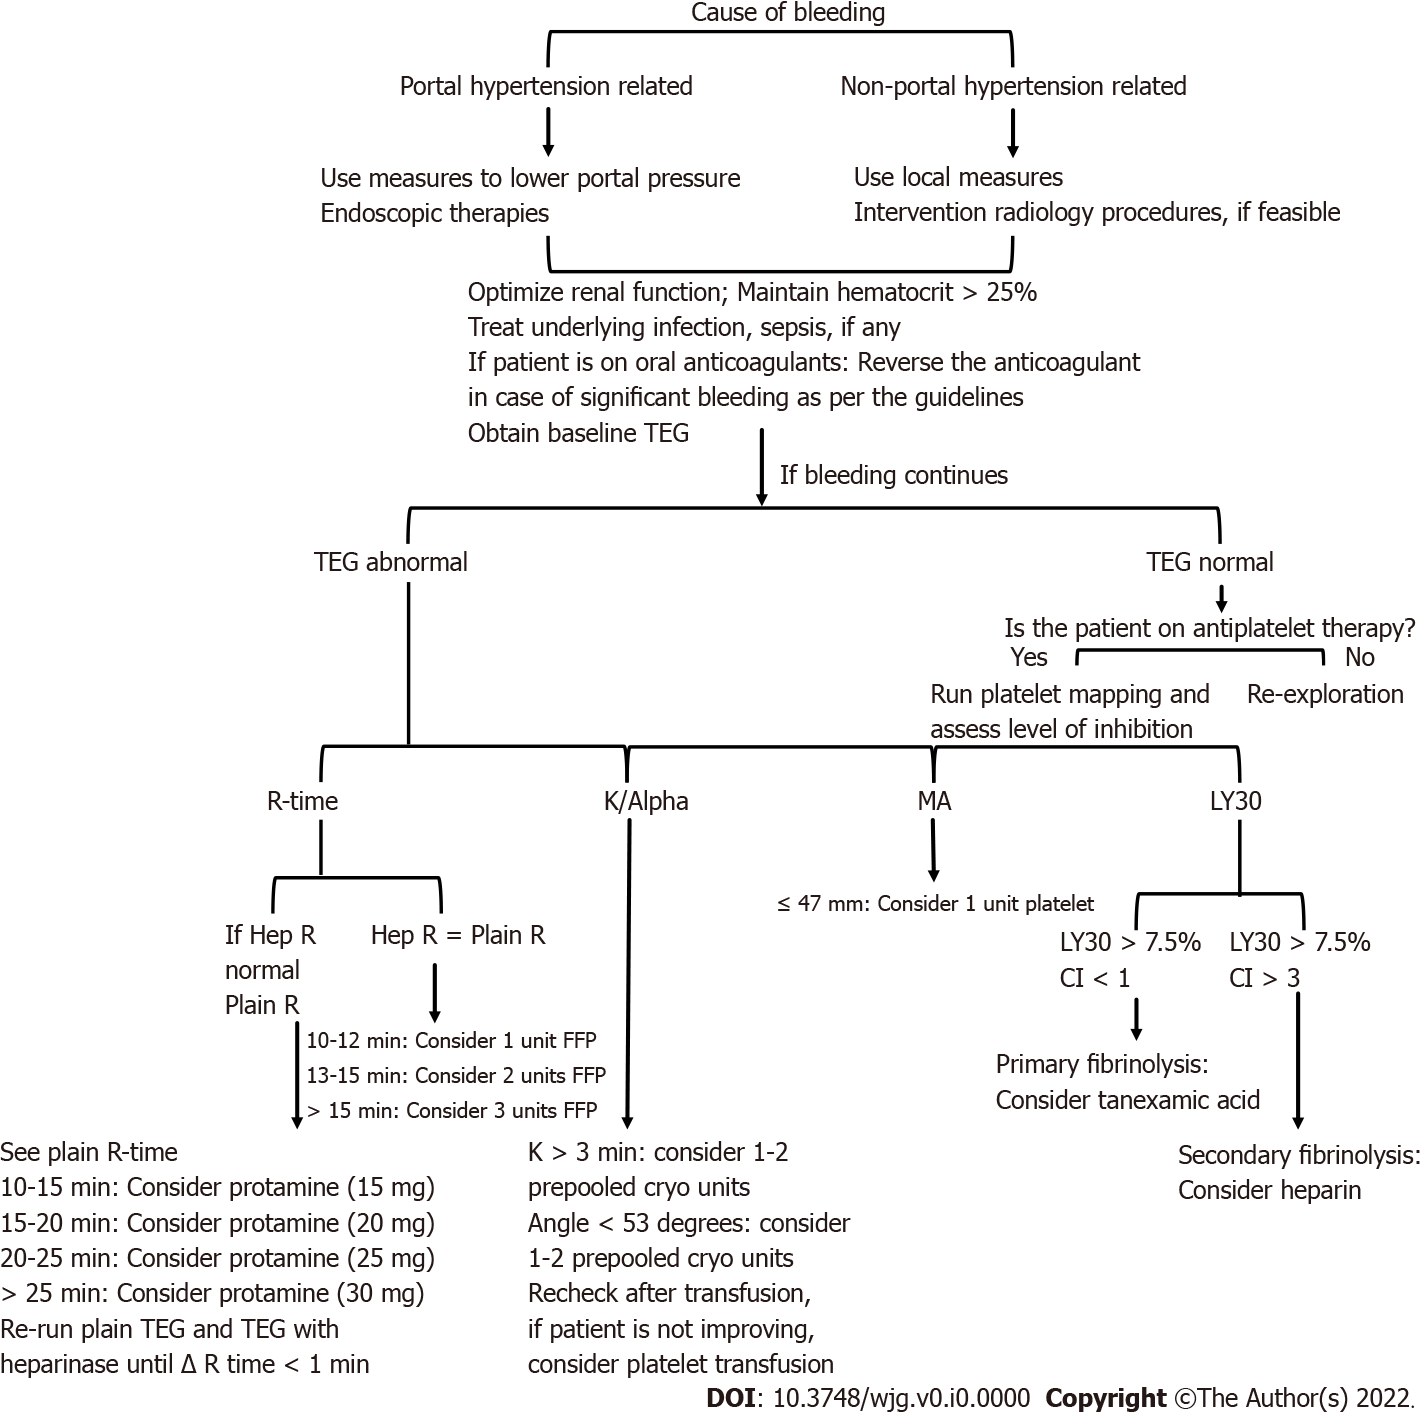 Cause of bleeding
Portal hypertension related
Non-portal hypertension related
Use measures to lower portal pressure
Endoscopic therapies
Use local measures
Intervention radiology procedures, if feasible
Optimize renal function; Maintain hematocrit > 25%
Treat underlying infection, sepsis, if any
If patient is on oral anticoagulants: Reverse the anticoagulant
in case of significant bleeding as per the guidelines
Obtain baseline TEG
If bleeding continues
TEG abnormal
TEG normal
Is the patient on antiplatelet therapy?
Yes
No
Run platelet mapping and
assess level of inhibition
Re-exploration
R-time
K/Alpha
MA
LY30
If Hep R
normal
Plain R
Hep R = Plain R
10-12 min: Consider 1 unit FFP
13-15 min: Consider 2 units FFP
> 15 min: Consider 3 units FFP
≤ 47 mm: Consider 1 unit platelet
LY30 > 7.5%
CI < 1
LY30 > 7.5%
CI > 3
Primary fibrinolysis:
Consider tanexamic acid
Secondary fibrinolysis:
Consider heparin
See plain R-time
10-15 min: Consider protamine (15 mg)
15-20 min: Consider protamine (20 mg)
20-25 min: Consider protamine (25 mg)
> 25 min: Consider protamine (30 mg)
Re-run plain TEG and TEG with
heparinase until Δ R time < 1 min
K > 3 min: consider 1-2
prepooled cryo units
Angle < 53 degrees: consider
1-2 prepooled cryo units
Recheck after transfusion,
if patient is not improving,
consider platelet transfusion
DOI: 10.3748/wjg.v0.i0.0000 Copyright ©The Author(s) 2022.